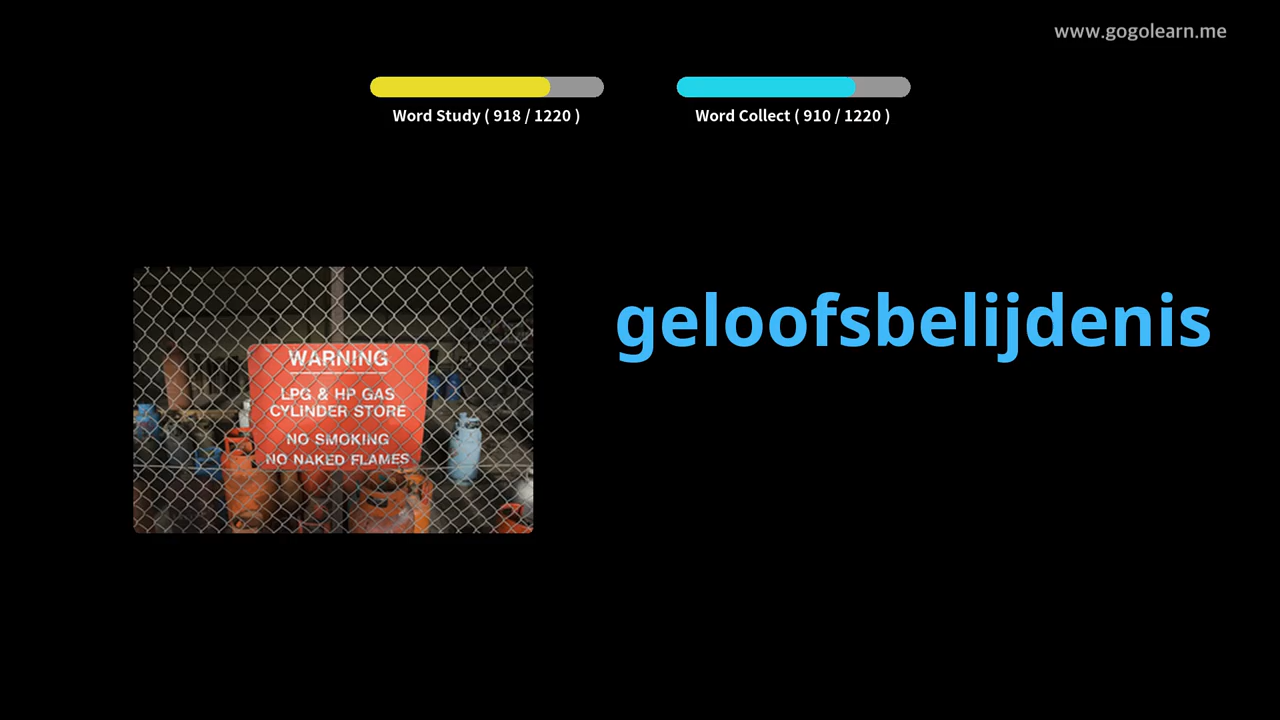 www.gogolearn.me
Word Study ( 918 / 1220 )
Word Collect ( 910 / 1220 )
geloofsbelijdenis
WARNING
LPG & HP GAS
CYLINDER STORE
NO SMOKING
NO NAKED FLAMES